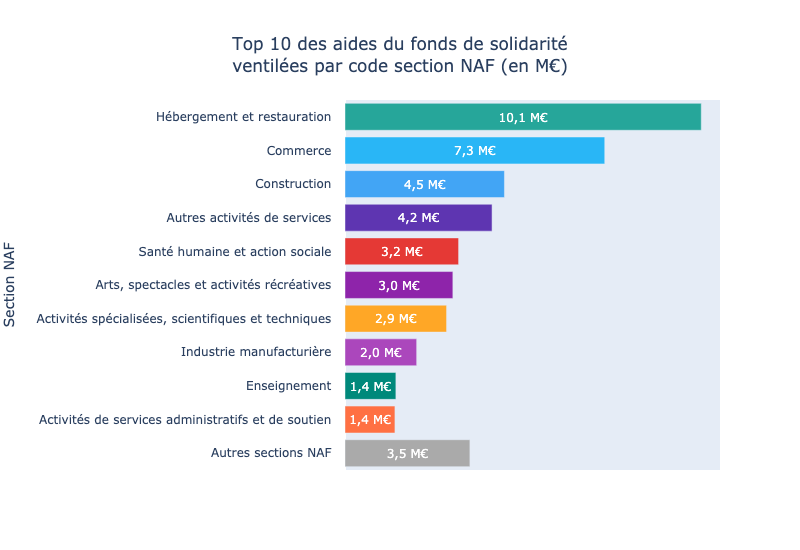 Top 10 des aides du fonds de solidarité
ventilées par code section NAF (en M€)
Section NAF
Hébergement et restauration 10,1 M€
Commerce 7,3 M€
Construction 4,5 M€
Autres activités de services 4,2 M€
Santé humaine et action sociale 3,2 M€
Arts, spectacles et activités récréatives 3,0 M€
Activités spécialisées, scientifiques et techniques 2,9 M€
Industrie manufacturière 2,0 M€
Enseignement 1,4 M€
Activités de services administratifs et de soutien 1,4 M€
Autres sections NAF 3,5 M€